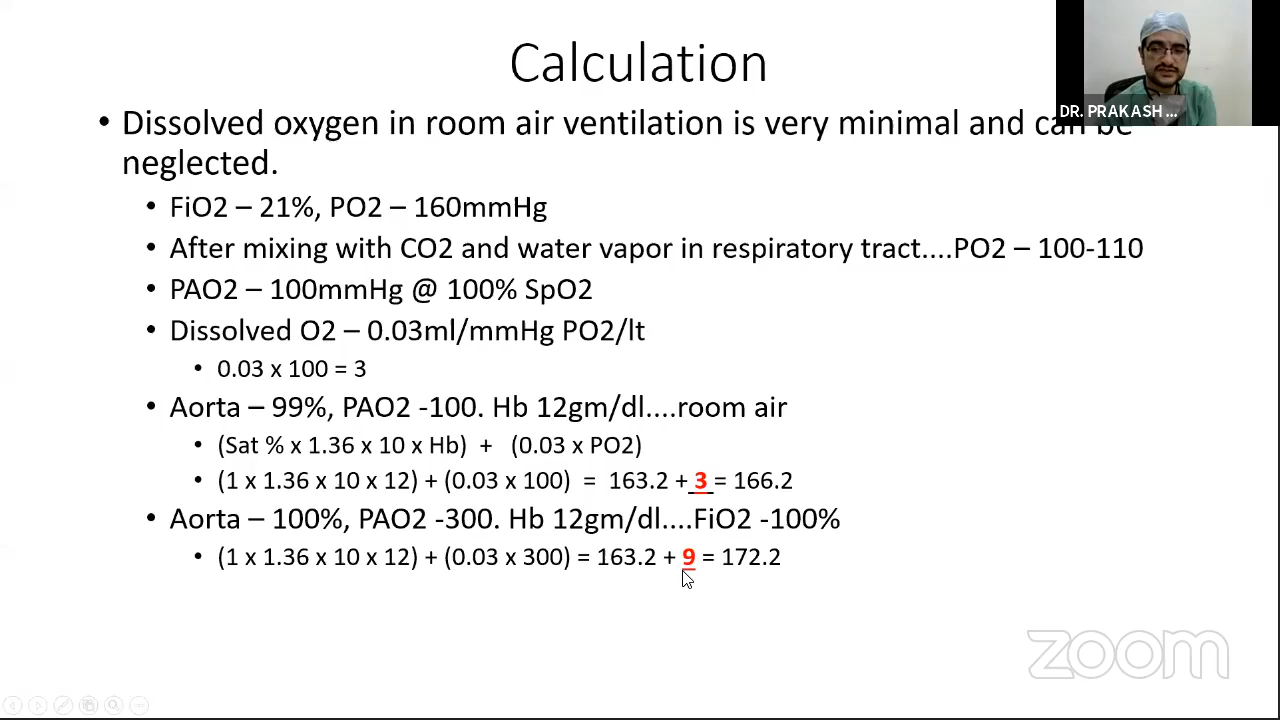 Calculation
DR. PRAKASH ...
• Dissolved oxygen in room air ventilation is very minimal and can be
neglected.
• FiO2 – 21%, PO2 – 160mmHg
• After mixing with CO2 and water vapor in respiratory tract....PO2 – 100-110
• PAO2 – 100mmHg @ 100% SpO2
• Dissolved O2 – 0.03ml/mmHg PO2/lt
• 0.03 x 100 = 3
• Aorta – 99%, PAO2 -100. Hb 12gm/dl....room air
• (Sat % x 1.36 x 10 x Hb) + (0.03 x PO2)
• (1 x 1.36 x 10 x 12) + (0.03 x 100) = 163.2 + 3 = 166.2
• Aorta – 100%, PAO2 -300. Hb 12gm/dl....FiO2 -100%
• (1 x 1.36 x 10 x 12) + (0.03 x 300) = 163.2 + 9 = 172.2
zoom